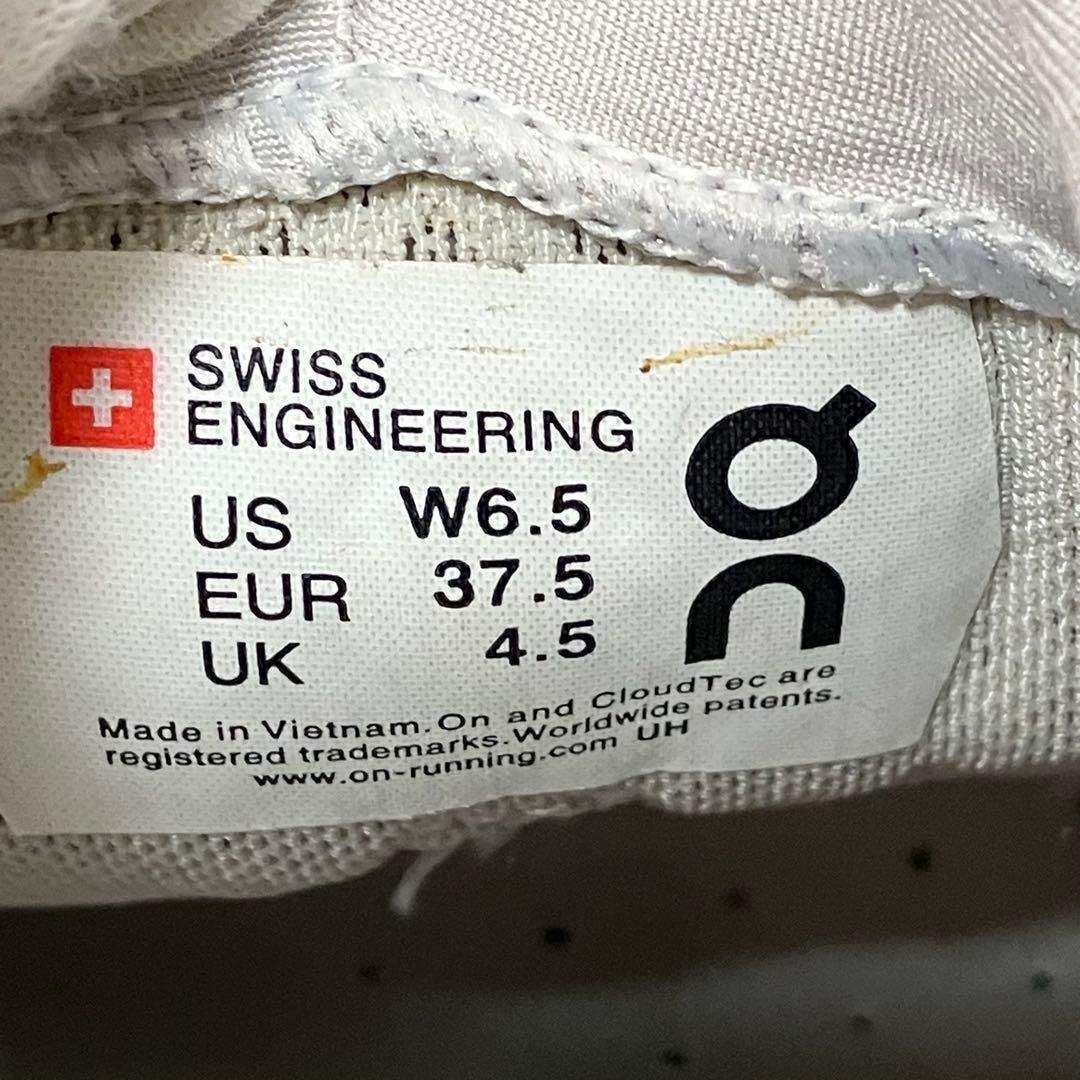 SWISS
ENGINEERING
US W6.5
EUR 37.5
UK 4.5
On
Made in Vietnam.On and CloudTec are
registered trademarks.Worldwide patents.
www.on-running.com UH